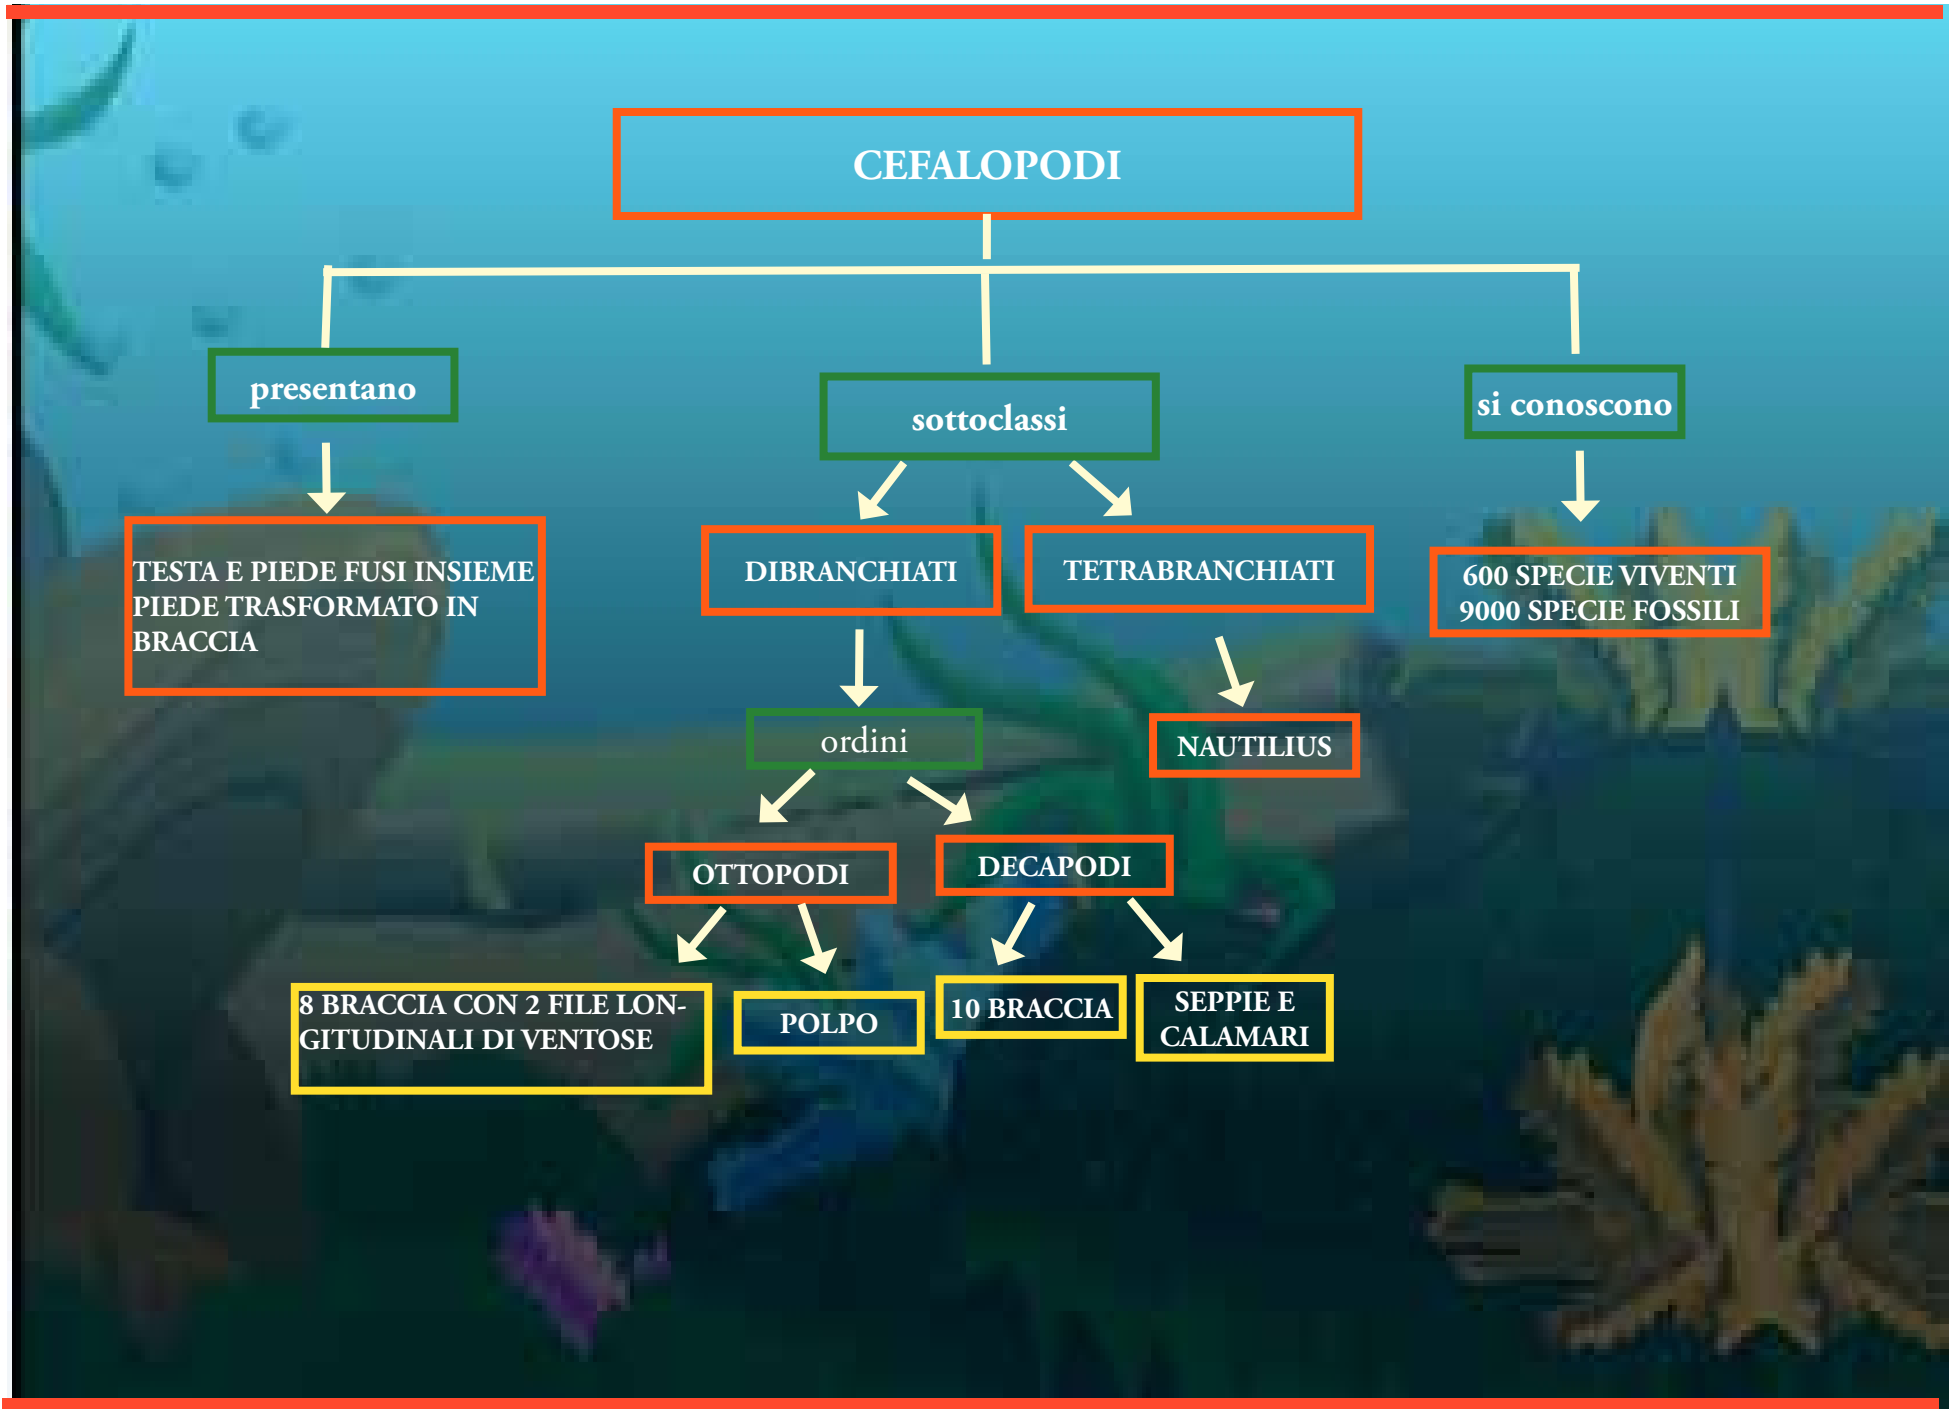 CEFALOPODI
presentano
sottoclassi
si conoscono
TESTA E PIEDE FUSI INSIEME
PIEDE TRASFORMATO IN
BRACCIA
DIBRANCHIATI
TETRABRANCHIATI
600 SPECIE VIVENTI
9000 SPECIE FOSSILI
ordini
NAUTILIUS
OTTOPODI
DECAPODI
8 BRACCIA CON 2 FILE LON-
GITUDINALI DI VENTOSE
POLPO
10 BRACCIA
SEPPIE E
CALAMARI